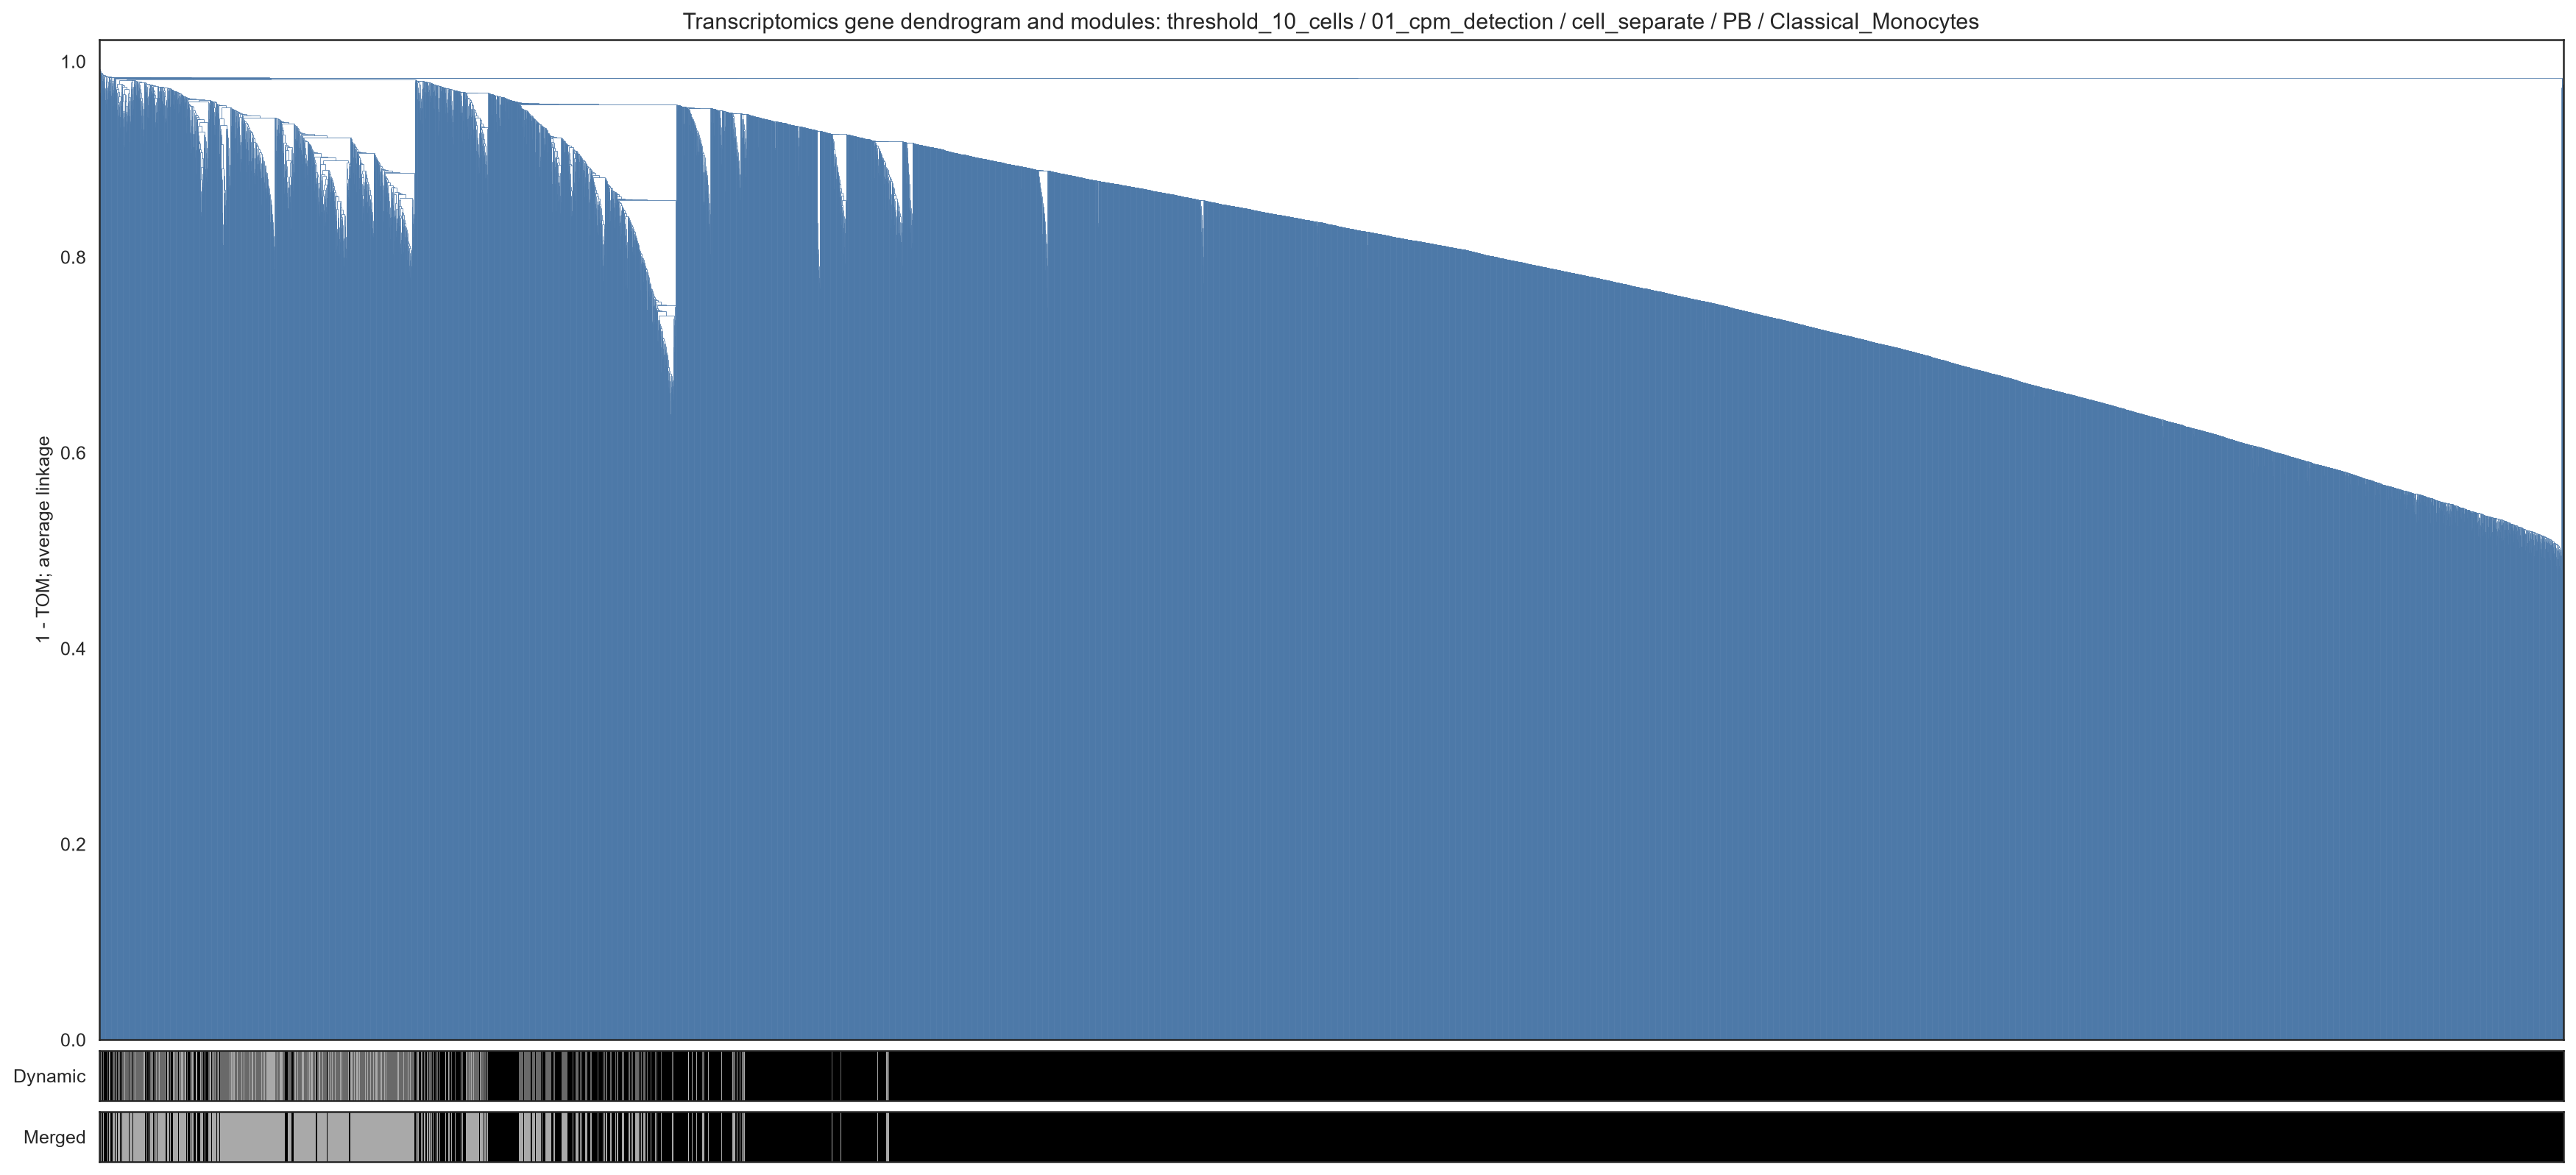 Transcriptomics gene dendrogram and modules: threshold_10_cells / 01_cpm_detection / cell_separate / PB / Classical_Monocytes
1.0
0.8
0.6
0.4
0.2
0.0
1 - TOM; average linkage
Dynamic
Merged